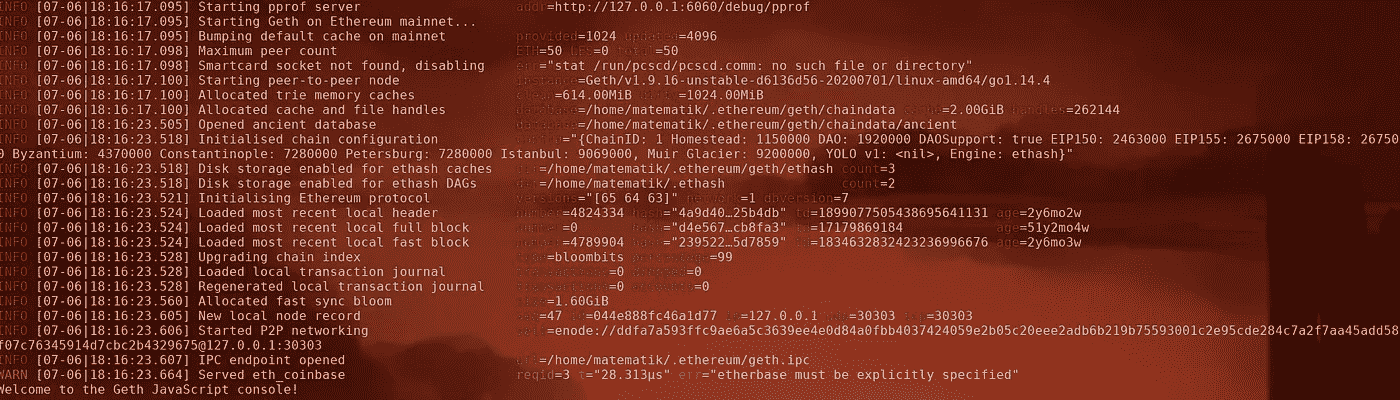 INFO [07-06|18:16:17.095] Starting pprof server addr=http://127.0.0.1:6060/debug/pprof
INFO [07-06|18:16:17.095] Starting Geth on Ethereum mainnet...
INFO [07-06|18:16:17.095] Bumping default cache on mainnet provided=1024 updated=4096
INFO [07-06|18:16:17.098] Maximum peer count ETH=50 LES=0 total=50
INFO [07-06|18:16:17.098] Smartcard socket not found, disabling err="stat /run/pcscd/pcscd.comm: no such file or directory"
INFO [07-06|18:16:17.100] Starting peer-to-peer node instance=Geth/v1.9.16-unstable-d6136d56-20200701/linux-amd64/go1.14.4
INFO [07-06|18:16:17.100] Allocated trie memory caches clean=614.00MiB dirty=1024.00MiB
INFO [07-06|18:16:17.100] Allocated cache and file handles database=/home/matematik/.ethereum/geth/chaindata cache=2.00GiB handles=262144
INFO [07-06|18:16:23.505] Opened ancient database database=/home/matematik/.ethereum/geth/chaindata/ancient
INFO [07-06|18:16:23.518] Initialised chain configuration config="{ChainID: 1 Homestead: 1150000 DAO: 1920000 DAOSupport: true EIP150: 2463000 EIP155: 2675000 EIP158: 26750
0 Byzantium: 4370000 Constantinople: 7280000 Petersburg: 7280000 Istanbul: 9069000, Muir Glacier: 9200000, YOLO v1: <nil>, Engine: ethash}"
INFO [07-06|18:16:23.518] Disk storage enabled for ethash caches dir=/home/matematik/.ethereum/geth/ethash count=3
INFO [07-06|18:16:23.518] Disk storage enabled for ethash DAGs dir=/home/matematik/.ethash count=2
INFO [07-06|18:16:23.521] Initialising Ethereum protocol versions="[65 64 63]" network=1 dbversion=7
INFO [07-06|18:16:23.524] Loaded most recent local header number=4824334 hash="4a9d40…25b4db" td=1899077505438695641131 age=2y6mo2w
INFO [07-06|18:16:23.524] Loaded most recent local full block number=0 hash="d4e567…cb8fa3" td=17179869184 age=51y2mo4w
INFO [07-06|18:16:23.524] Loaded most recent local fast block number=4789904 hash="239522…5d7859" td=1834632832423236996676 age=2y6mo3w
INFO [07-06|18:16:23.528] Upgrading chain index type=bloombits percentage=99
INFO [07-06|18:16:23.528] Loaded local transaction journal transactions=0 dropped=0
INFO [07-06|18:16:23.528] Regenerated local transaction journal transactions=0 accounts=0
INFO [07-06|18:16:23.560] Allocated fast sync bloom size=1.60GiB
INFO [07-06|18:16:23.605] New local node record seq=47 id=044e888fc46a1d77 ip=127.0.0.1 udp=30303 tcp=30303
INFO [07-06|18:16:23.606] Started P2P networking self=enode://ddfa7a593ffc9ae6a5c3639ee4e0d84a0fbb4037424059e2b05c20eee2adb6b219b75593001c2e95cde284c7a2f7aa45add58
f07c76345914d7cbc2b4329675@127.0.0.1:30303
INFO [07-06|18:16:23.607] IPC endpoint opened url=/home/matematik/.ethereum/geth.ipc
WARN [07-06|18:16:23.664] Served eth_coinbase reqid=3 t="28.313µs" err="etherbase must be explicitly specified"
Welcome to the Geth JavaScript console!